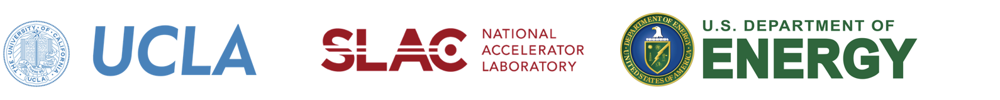 THE · UNIVERSITY · OF · CALIFORNIA ·
LET THERE BE LIGHT
UCLA
UCLA
SLAC
NATIONAL
ACCELERATOR
LABORATORY
DEPARTMENT OF ENERGY
UNITED STATES OF AMERICA
U.S. DEPARTMENT OF
ENERGY